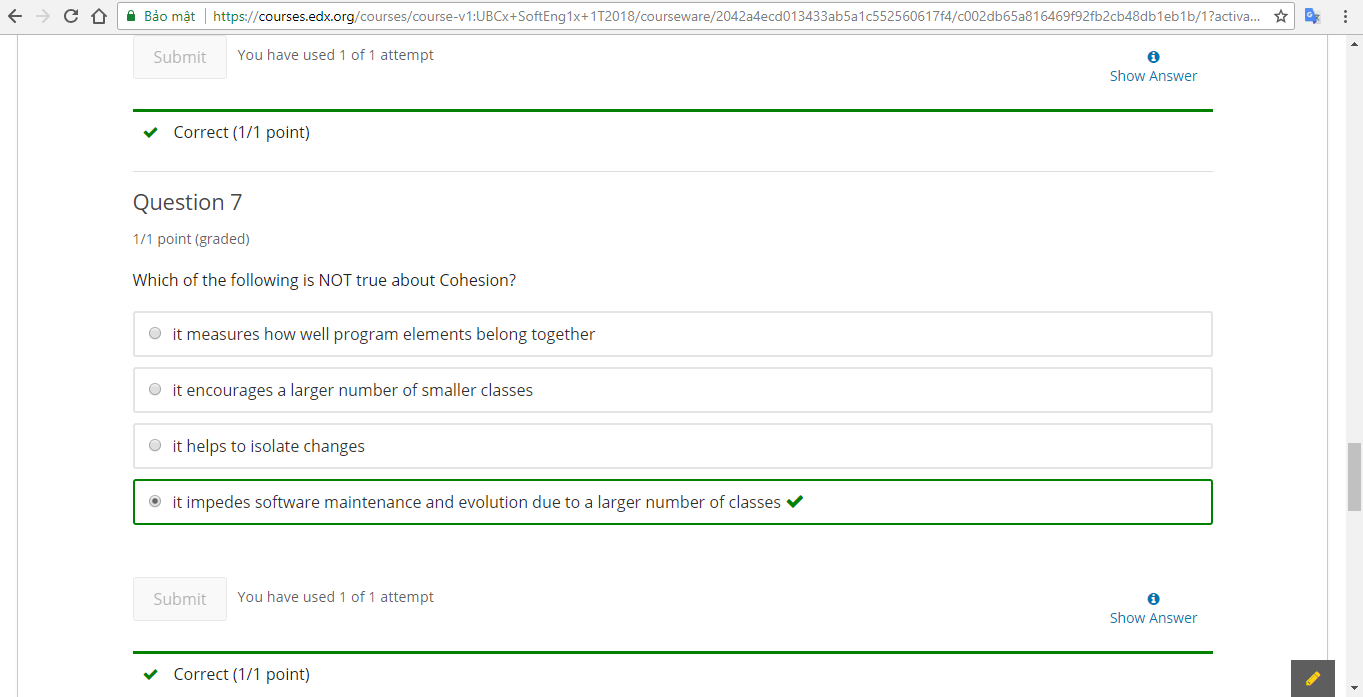 Bảo mật https://courses.edx.org/courses/course-v1:UBCx+SoftEng1x+1T2018/courseware/2042a4ecd013433ab5a1c552560617f4/c002db65a816469f92fb2cb48db1eb1b/1?activa...
Submit You have used 1 of 1 attempt
Show Answer
Correct (1/1 point)
Question 7
1/1 point (graded)
Which of the following is NOT true about Cohesion?
it measures how well program elements belong together
it encourages a larger number of smaller classes
it helps to isolate changes
it impedes software maintenance and evolution due to a larger number of classes
Submit You have used 1 of 1 attempt
Show Answer
Correct (1/1 point)